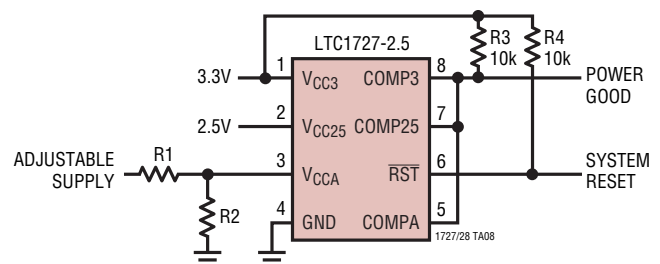 LTC1727-2.5
R3
10k
R4
10k
3.3V
1
VCC3
COMP3
8
POWER
GOOD
2.5V
2
VCC25
COMP25
7
ADJUSTABLE
SUPPLY
R1
3
VCCA
RST
6
SYSTEM
RESET
R2
4
GND
COMPA
5
1727/28 TA08